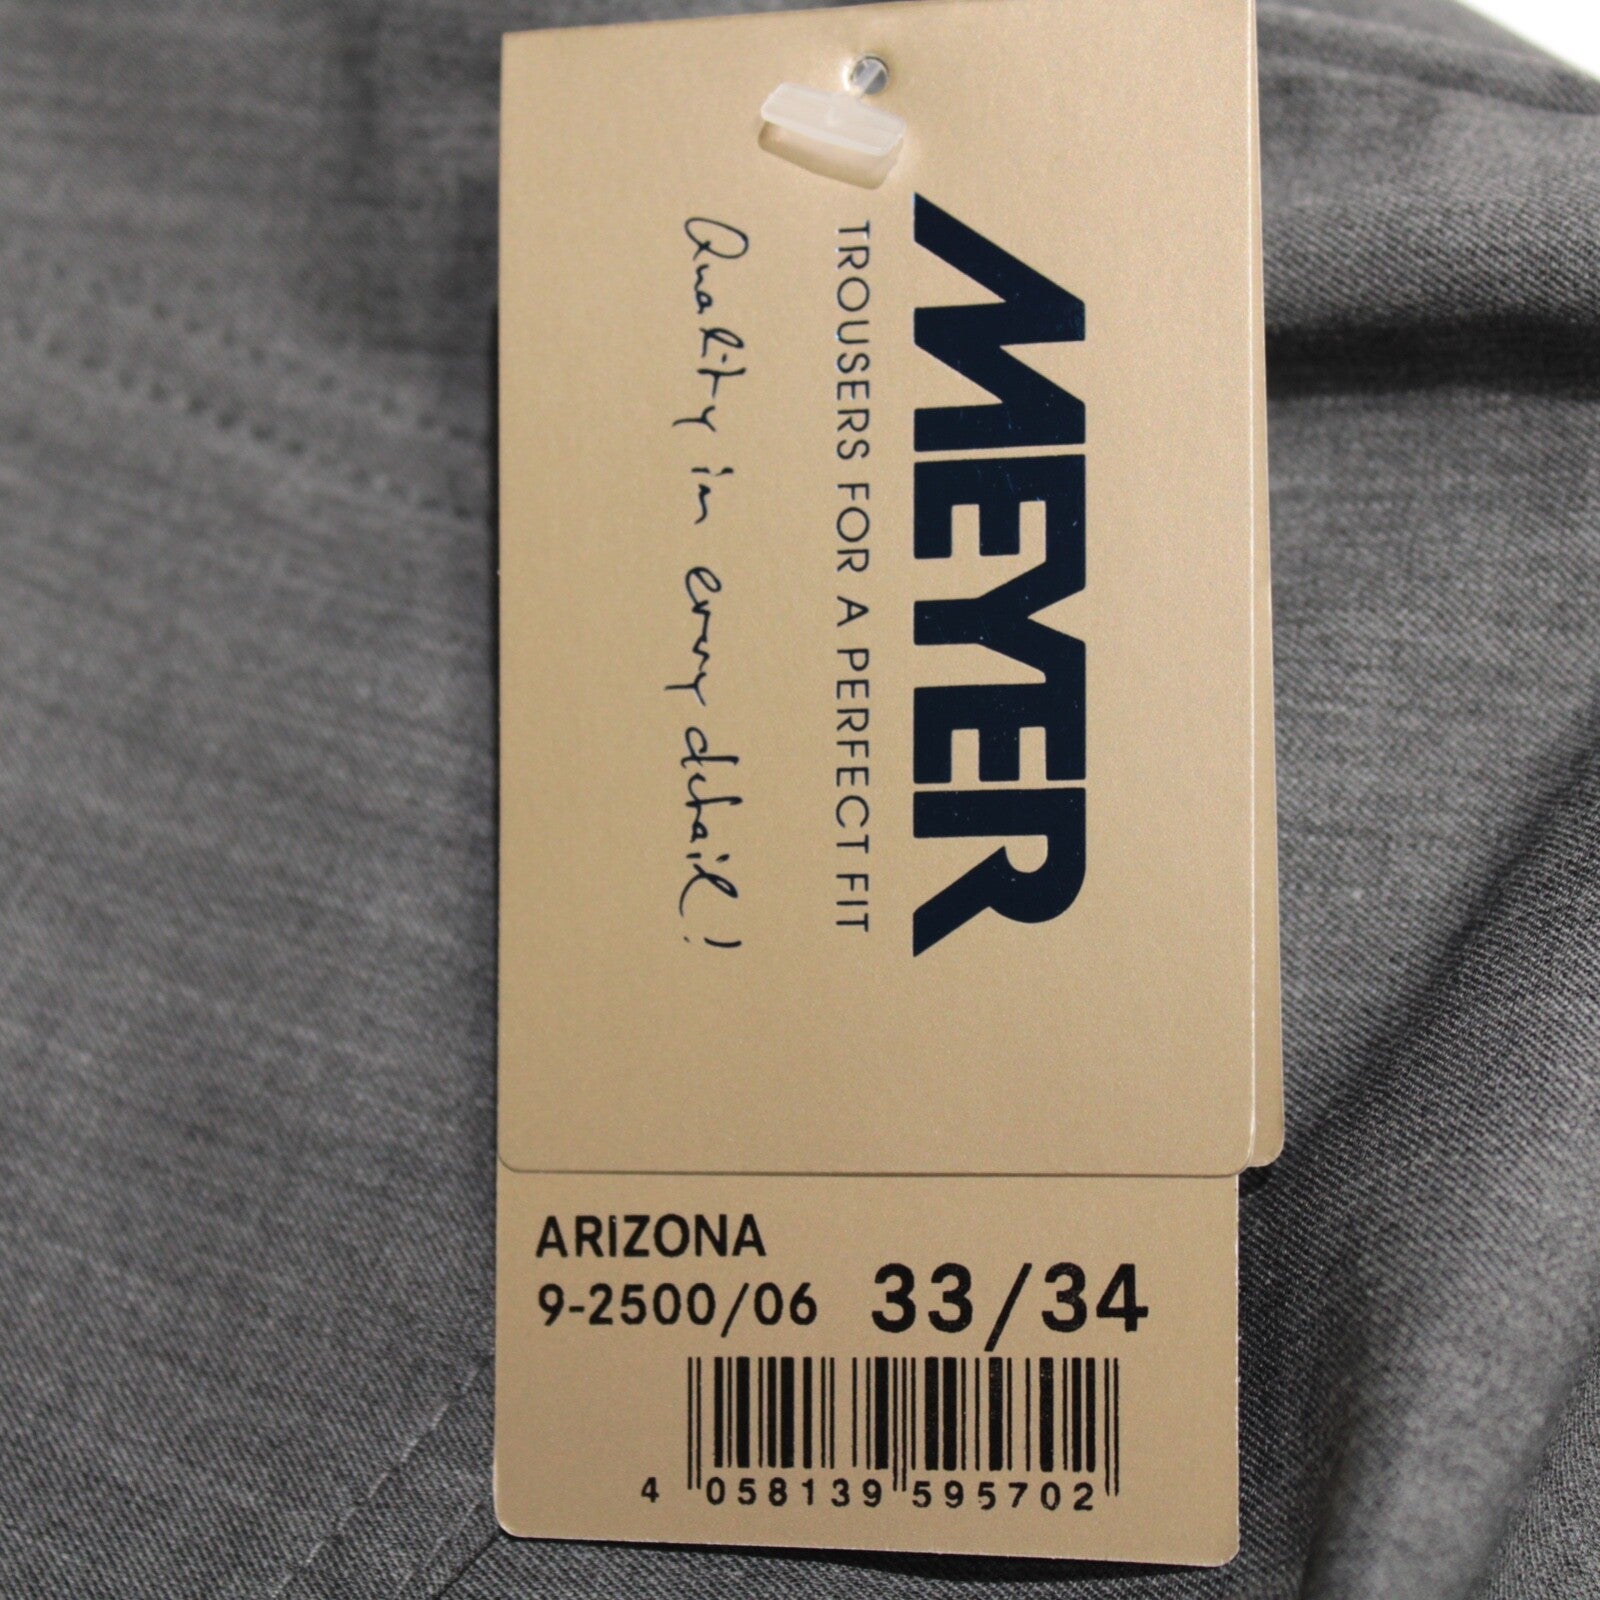 MEYER
TROUSERS FOR A PERFECT FIT
Quality in every detail!
ARIZONA
9-2500/06 33/34
4 058139 595702